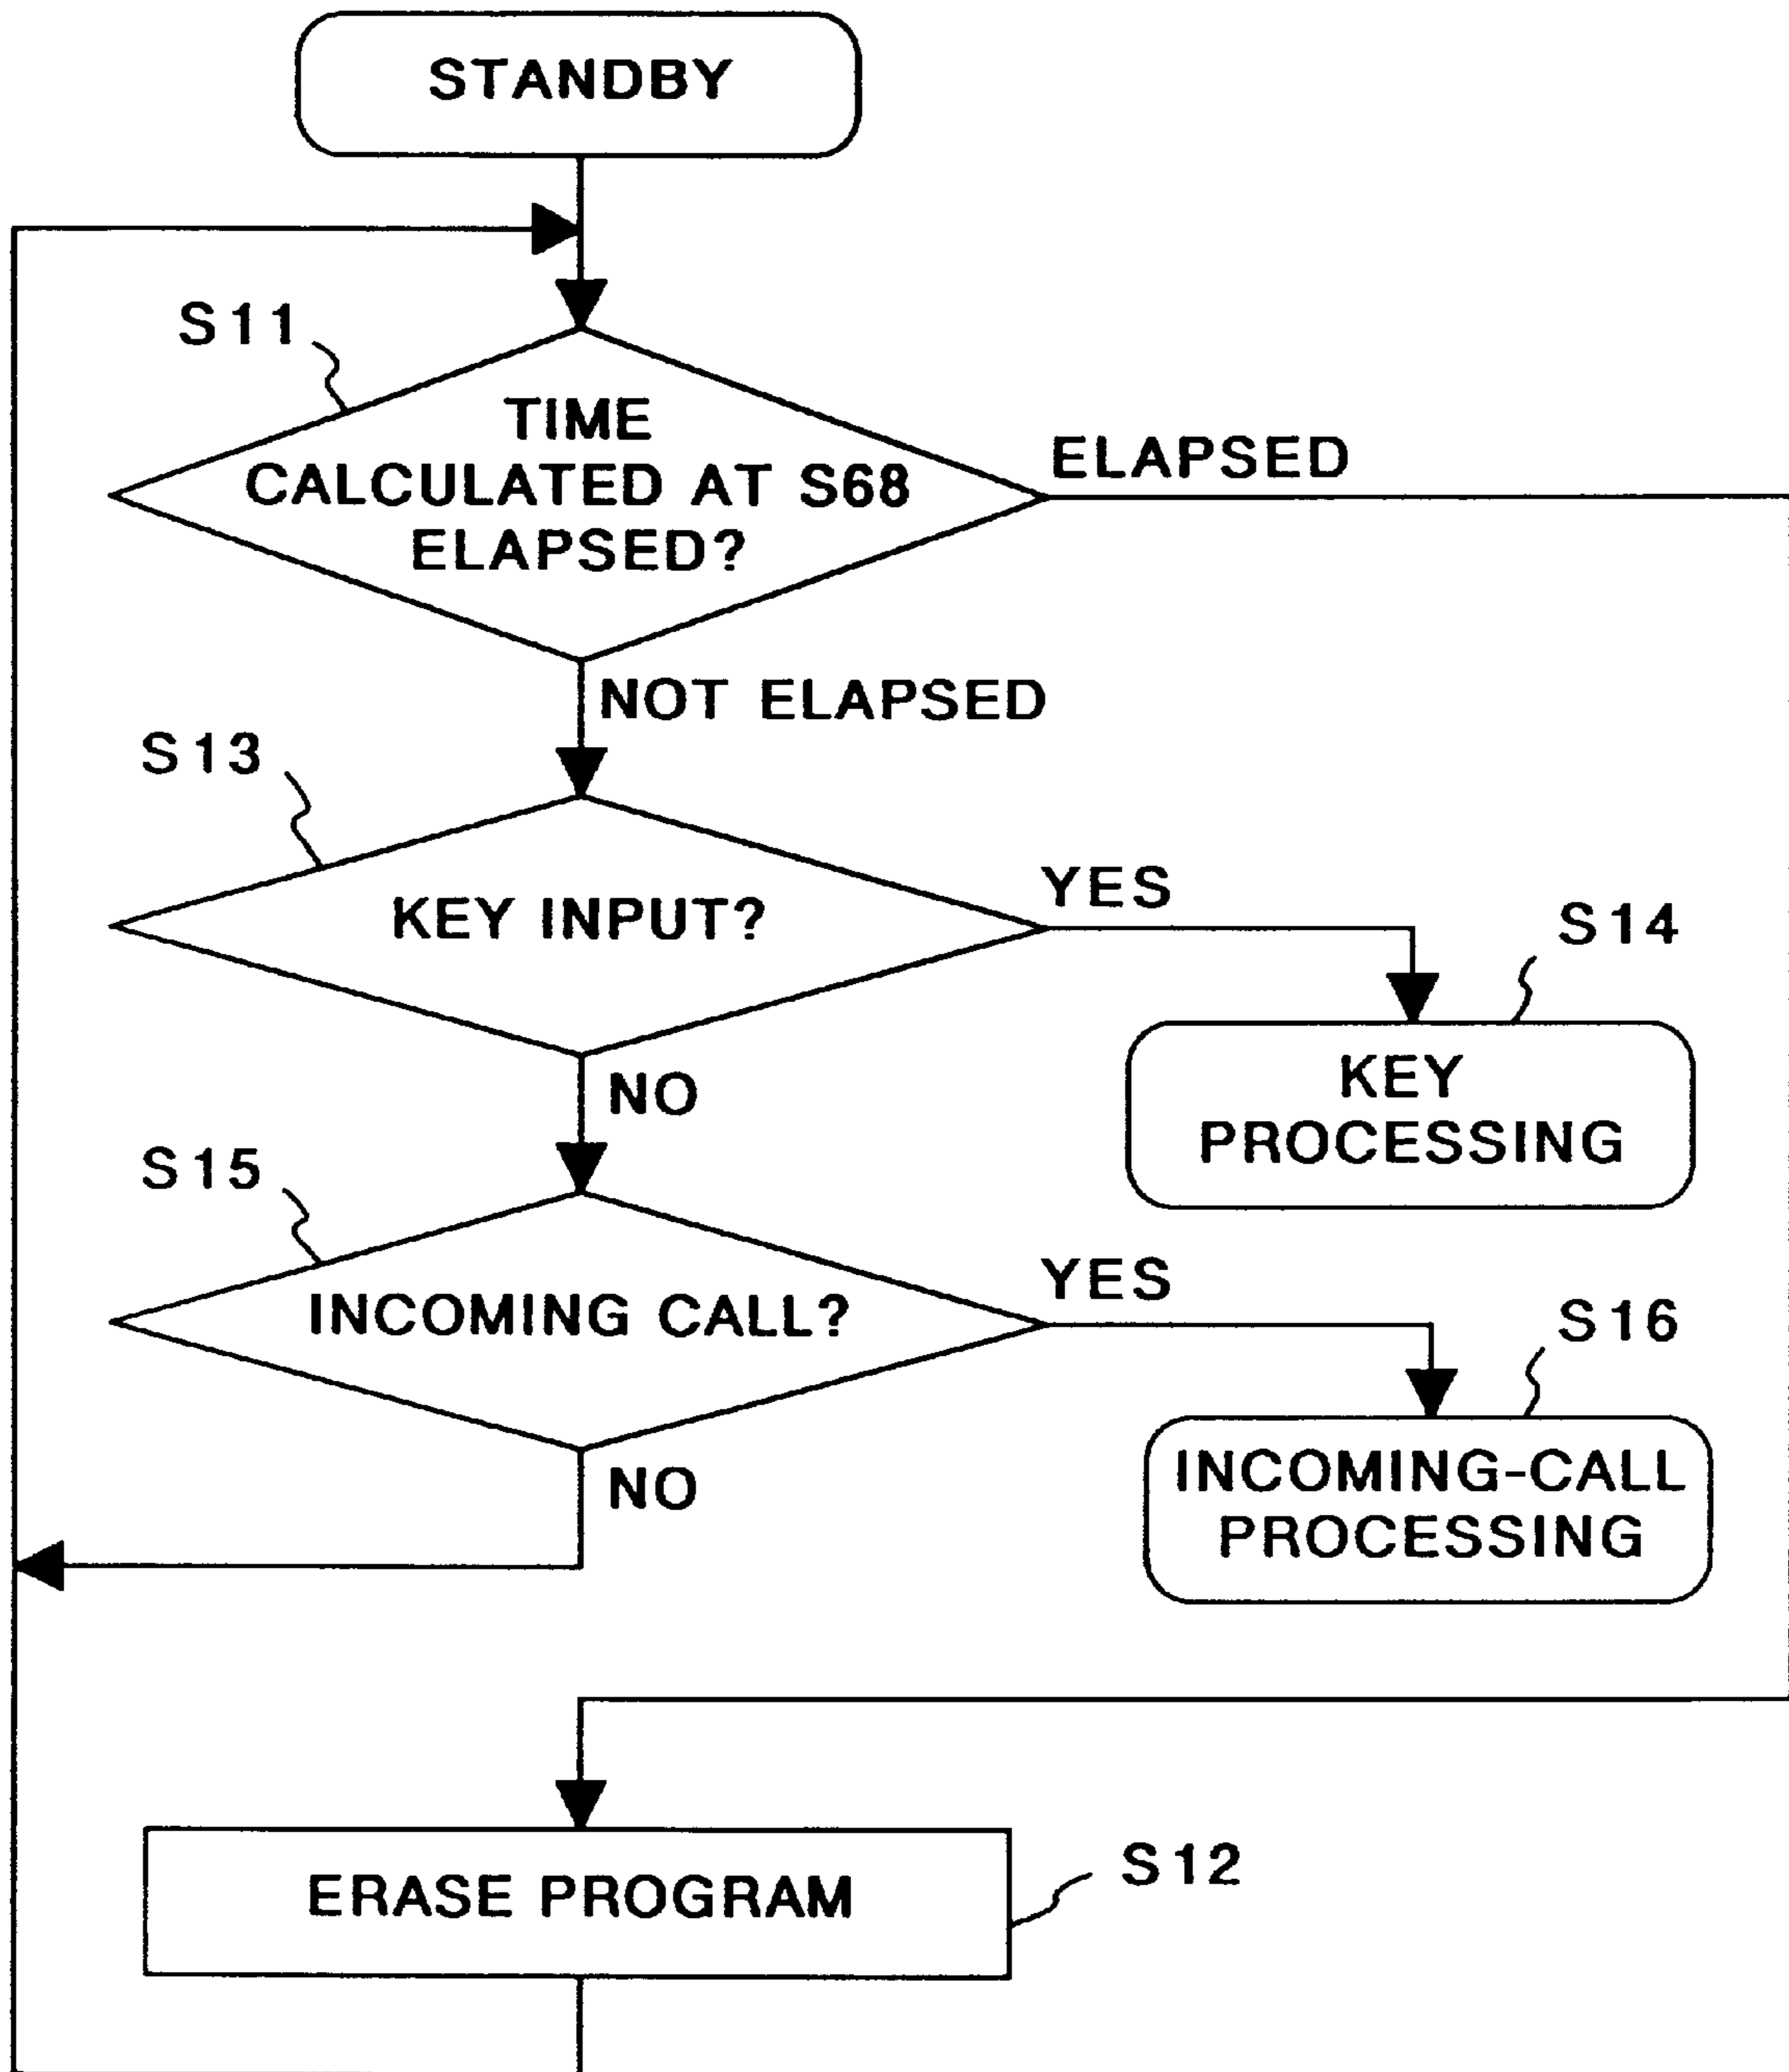 STANDBY
S11
TIME
CALCULATED AT S68
ELAPSED?
ELAPSED
NOT ELAPSED
S13
KEY INPUT?
YES
S14
KEY
PROCESSING
NO
S15
INCOMING CALL?
YES
S16
INCOMING-CALL
PROCESSING
NO
ERASE PROGRAM
S12